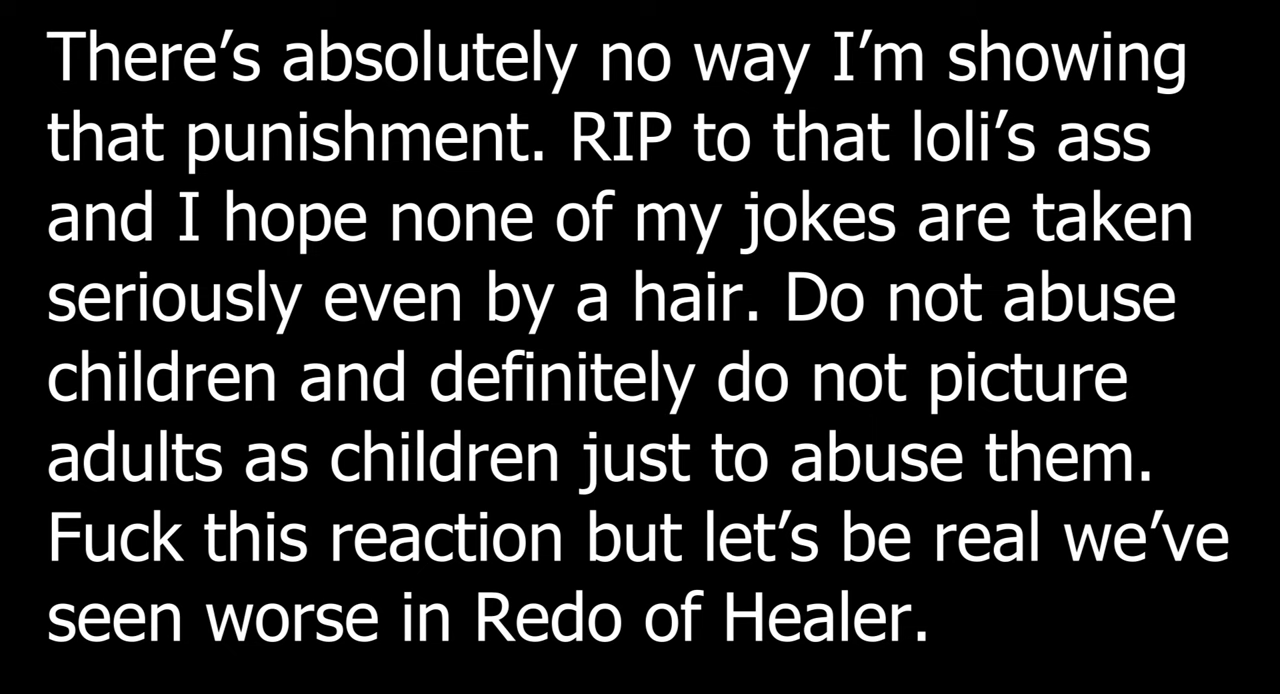 There’s absolutely no way I’m showing
that punishment. RIP to that loli’s ass
and I hope none of my jokes are taken
seriously even by a hair. Do not abuse
children and definitely do not picture
adults as children just to abuse them.
Fuck this reaction but let’s be real we’ve
seen worse in Redo of Healer.